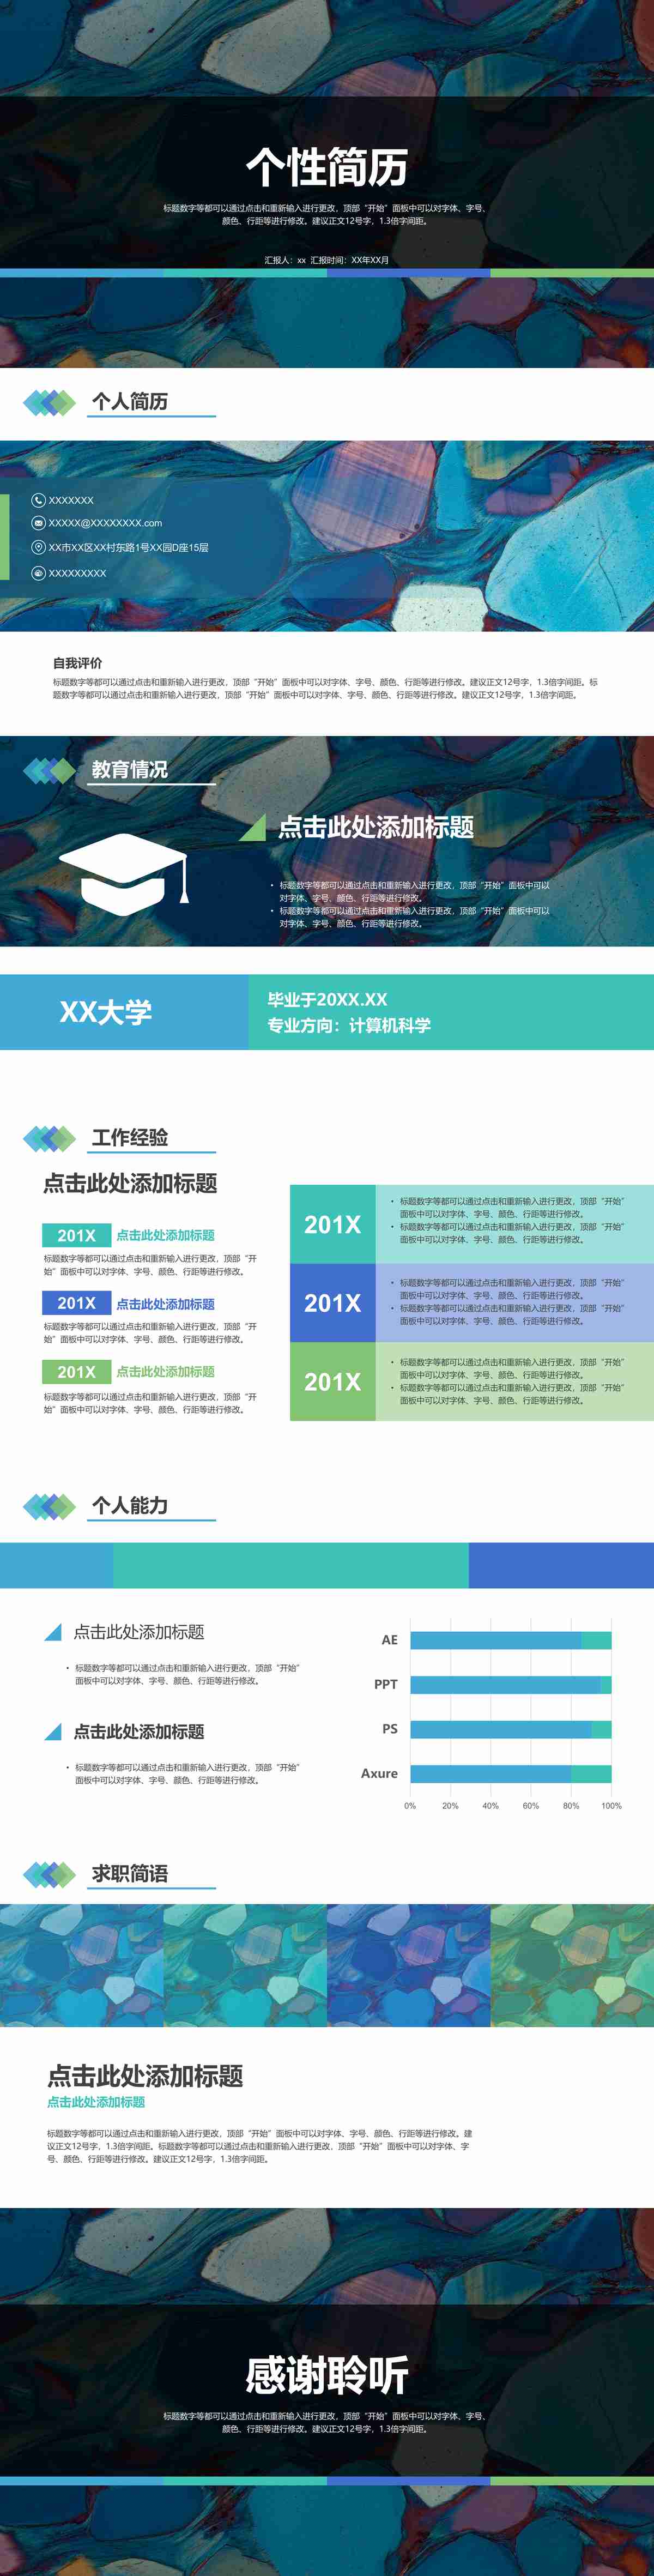 个性简历
标题数字等都可以通过点击和重新输入进行更改，顶部“开始”面板中可以对字体、字号、
颜色、行距等进行修改。建议正文12号字，1.3倍字间距。
汇报人：xx 汇报时间：XX年XX月
个人简历
XXXXXXX
XXXXX@XXXXXXXX.com
XX市XX区XX村东路1号XX园D座15层
XXXXXXXXX
自我评价
标题数字等都可以通过点击和重新输入进行更改，顶部“开始”面板中可以对字体、字号、颜色、行距等进行修改。建议正文12号字，1.3倍字间距。标
题数字等都可以通过点击和重新输入进行更改，顶部“开始”面板中可以对字体、字号、颜色、行距等进行修改。建议正文12号字，1.3倍字间距。
教育情况
点击此处添加标题
• 标题数字等都可以通过点击和重新输入进行更改，顶部“开始”面板中可以
对字体、字号、颜色、行距等进行修改。
• 标题数字等都可以通过点击和重新输入进行更改，顶部“开始”面板中可以
对字体、字号、颜色、行距等进行修改。
XX大学
毕业于20XX.XX
专业方向：计算机科学
工作经验
点击此处添加标题
201X 点击此处添加标题
标题数字等都可以通过点击和重新输入进行更改，顶部“开
始”面板中可以对字体、字号、颜色、行距等进行修改。
201X 点击此处添加标题
标题数字等都可以通过点击和重新输入进行更改，顶部“开
始”面板中可以对字体、字号、颜色、行距等进行修改。
201X 点击此处添加标题
标题数字等都可以通过点击和重新输入进行更改，顶部“开
始”面板中可以对字体、字号、颜色、行距等进行修改。
201X
• 标题数字等都可以通过点击和重新输入进行更改，顶部“开始”
面板中可以对字体、字号、颜色、行距等进行修改。
• 标题数字等都可以通过点击和重新输入进行更改，顶部“开始”
面板中可以对字体、字号、颜色、行距等进行修改。
201X
• 标题数字等都可以通过点击和重新输入进行更改，顶部“开始”
面板中可以对字体、字号、颜色、行距等进行修改。
• 标题数字等都可以通过点击和重新输入进行更改，顶部“开始”
面板中可以对字体、字号、颜色、行距等进行修改。
201X
• 标题数字等都可以通过点击和重新输入进行更改，顶部“开始”
面板中可以对字体、字号、颜色、行距等进行修改。
• 标题数字等都可以通过点击和重新输入进行更改，顶部“开始”
面板中可以对字体、字号、颜色、行距等进行修改。
个人能力
点击此处添加标题
• 标题数字等都可以通过点击和重新输入进行更改，顶部“开始”
面板中可以对字体、字号、颜色、行距等进行修改。
点击此处添加标题
• 标题数字等都可以通过点击和重新输入进行更改，顶部“开始”
面板中可以对字体、字号、颜色、行距等进行修改。
AE
PPT
PS
Axure
0% 20% 40% 60% 80% 100%
求职简语
点击此处添加标题
点击此处添加标题
标题数字等都可以通过点击和重新输入进行更改，顶部“开始”面板中可以对字体、字号、颜色、行距等进行修改。建
议正文12号字，1.3倍字间距。标题数字等都可以通过点击和重新输入进行更改，顶部“开始”面板中可以对字体、字
号、颜色、行距等进行修改。建议正文12号字，1.3倍字间距。
感谢聆听
标题数字等都可以通过点击和重新输入进行更改，顶部“开始”面板中可以对字体、字号、
颜色、行距等进行修改。建议正文12号字，1.3倍字间距。